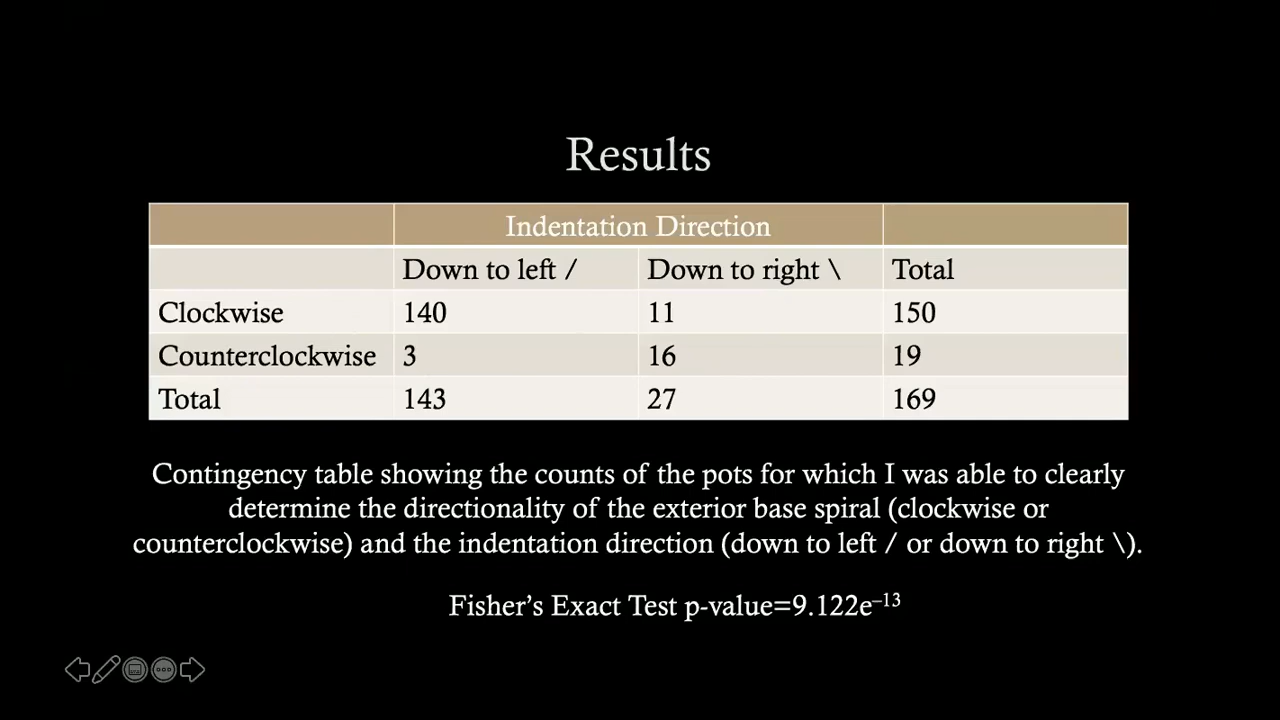 Results
Indentation Direction
Down to left / Down to right \ Total
Clockwise 140 11 150
Counterclockwise 3 16 19
Total 143 27 169
Contingency table showing the counts of the pots for which I was able to clearly
determine the directionality of the exterior base spiral (clockwise or
counterclockwise) and the indentation direction (down to left / or down to right \).
Fisher’s Exact Test p-value=9.122e⁻¹³